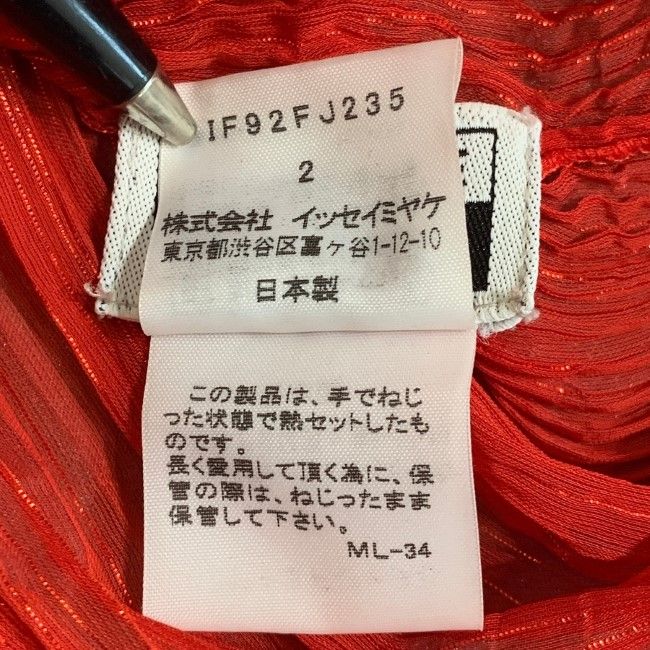 IF92FJ235
2
株式会社 イッセイミヤケ
東京都渋谷区富ヶ谷1-12-10
日本製
この製品は、手でねじ
った状態で熱セットしたも
のです。
長く愛用して頂く為に、保
管の際は、ねじったまま
保管して下さい。
ML-34